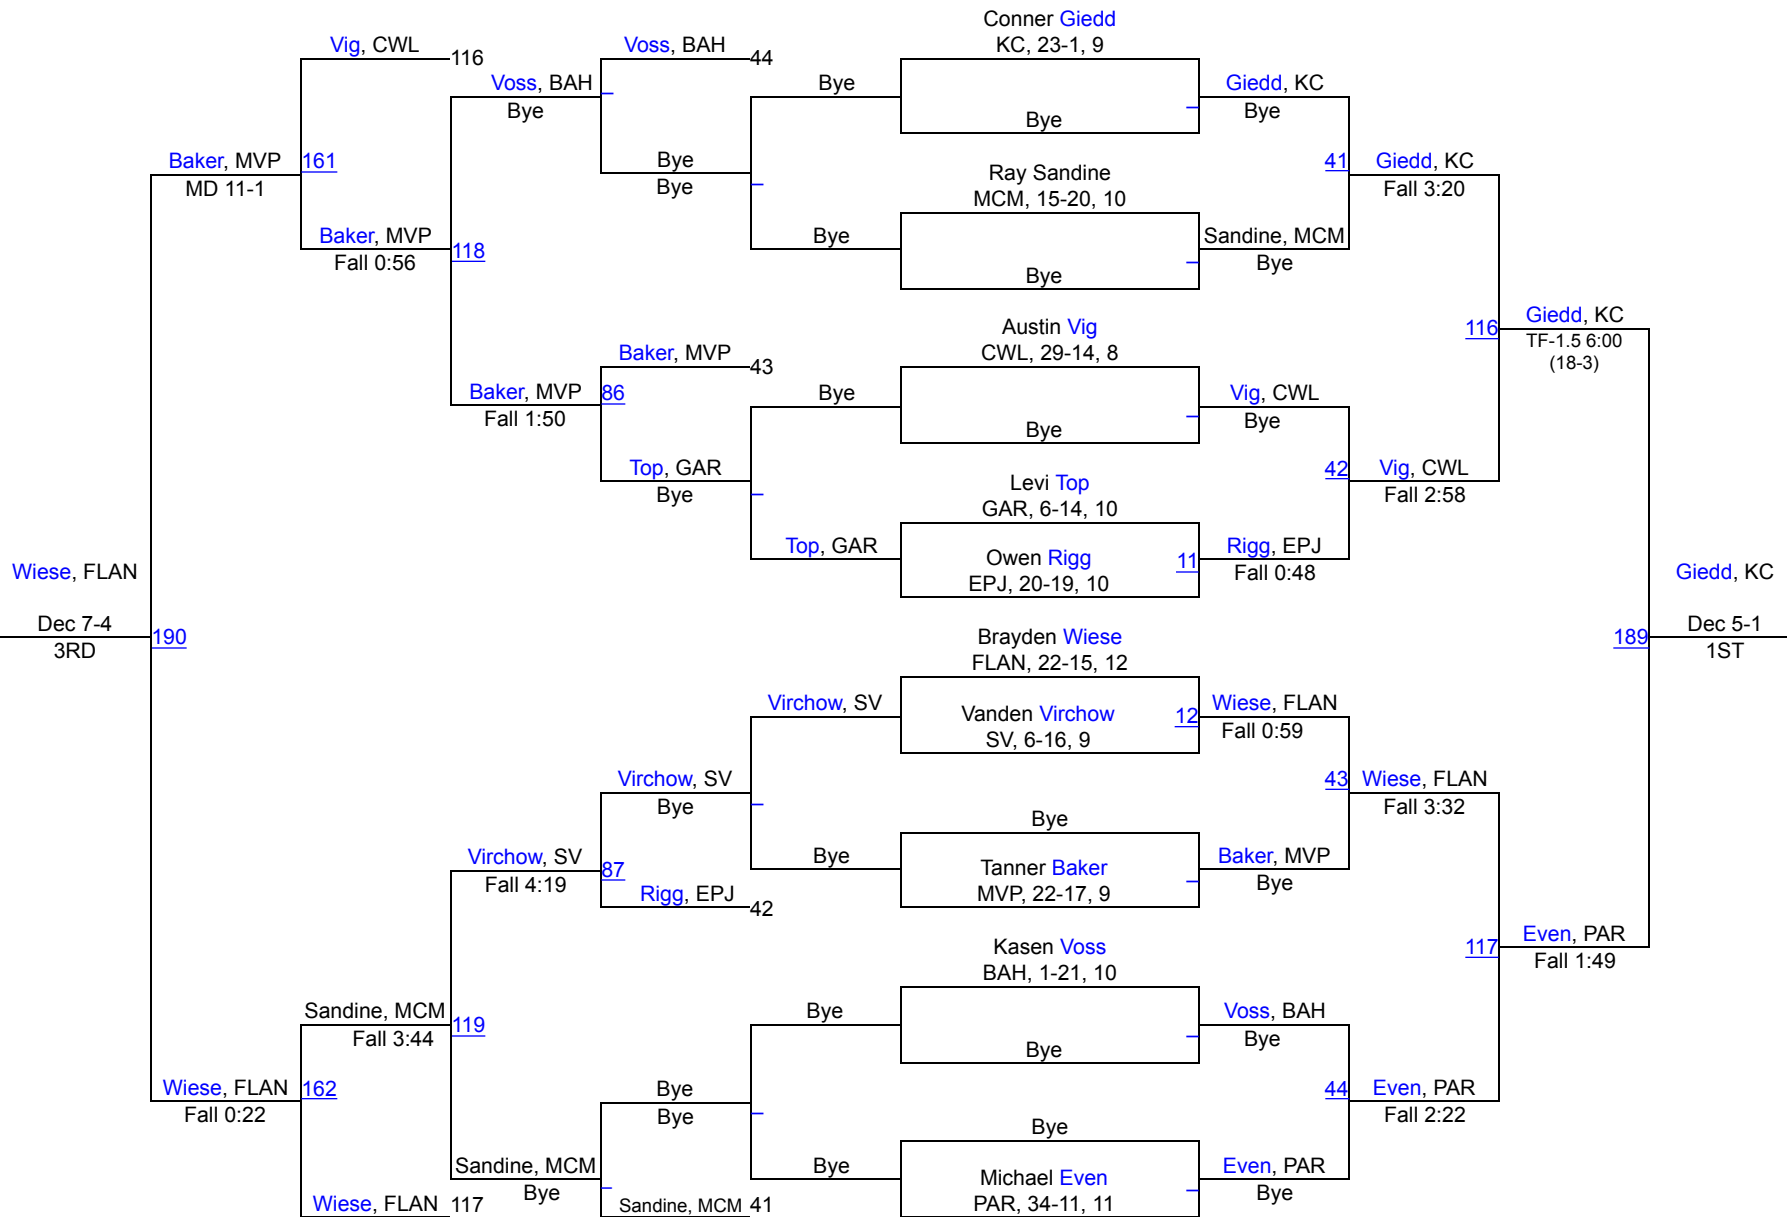 Conner Giedd
KC, 23-1, 9
Vig, CWL
116
Voss, BAH
44
Voss, BAH
Bye
Bye
Giedd, KC
Bye
Bye
Baker, MVP
161
MD 11-1
Bye
Bye
Ray Sandine
MCM, 15-20, 10
41
Giedd, KC
Fall 3:20
Baker, MVP
118
Fall 0:56
Bye
Sandine, MCM
Bye
Bye
Austin Vig
CWL, 29-14, 8
116
Giedd, KC
TF-1.5 6:00
(18-3)
Baker, MVP
43
Baker, MVP
86
Fall 1:50
Bye
Vig, CWL
Bye
Bye
Top, GAR
Bye
Levi Top
GAR, 6-14, 10
42
Vig, CWL
Fall 2:58
Top, GAR
Owen Rigg
EPJ, 20-19, 10
11
Rigg, EPJ
Fall 0:48
Wiese, FLAN
Dec 7-4
3RD
190
Giedd, KC
189
Dec 5-1
1ST
Brayden Wiese
FLAN, 22-15, 12
Virchow, SV
Vanden Virchow
SV, 6-16, 9
12
Wiese, FLAN
Fall 0:59
Virchow, SV
Bye
43
Wiese, FLAN
Fall 3:32
Bye
Virchow, SV
87
Fall 4:19
Bye
Tanner Baker
MVP, 22-17, 9
Baker, MVP
Bye
Rigg, EPJ
42
Kasen Voss
BAH, 1-21, 10
117
Even, PAR
Fall 1:49
Sandine, MCM
119
Fall 3:44
Bye
Bye
Voss, BAH
Bye
Wiese, FLAN
162
Fall 0:22
Bye
Bye
44
Even, PAR
Fall 2:22
Bye
Sandine, MCM
Bye
Bye
Michael Even
PAR, 34-11, 11
Even, PAR
Bye
Wiese, FLAN
117
Sandine, MCM
41